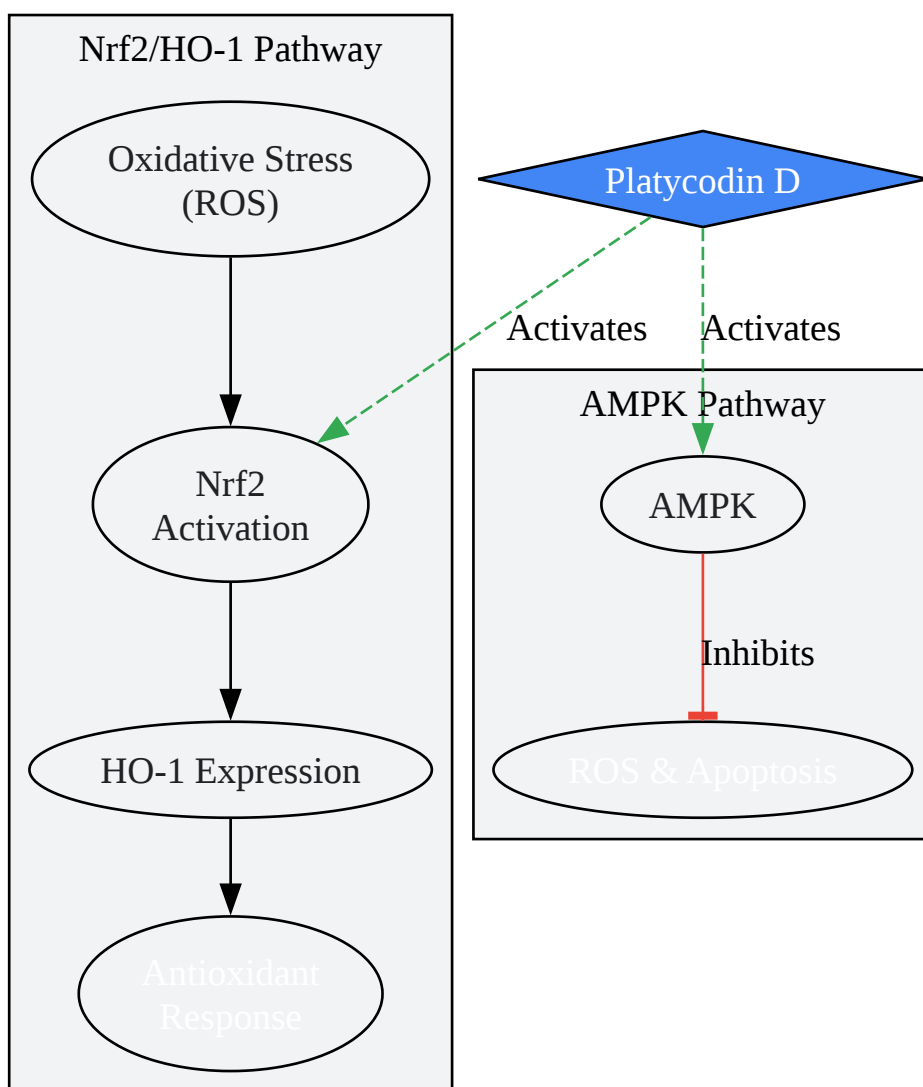 Nrf2/HO-1 Pathway
Oxidative Stress
(ROS)
Platycodin D
Activates
Activates
AMPK Pathway
Nrf2
Activation
AMPK
Inhibits
HO-1 Expression
ROS & Apoptosis
Antioxidant
Response